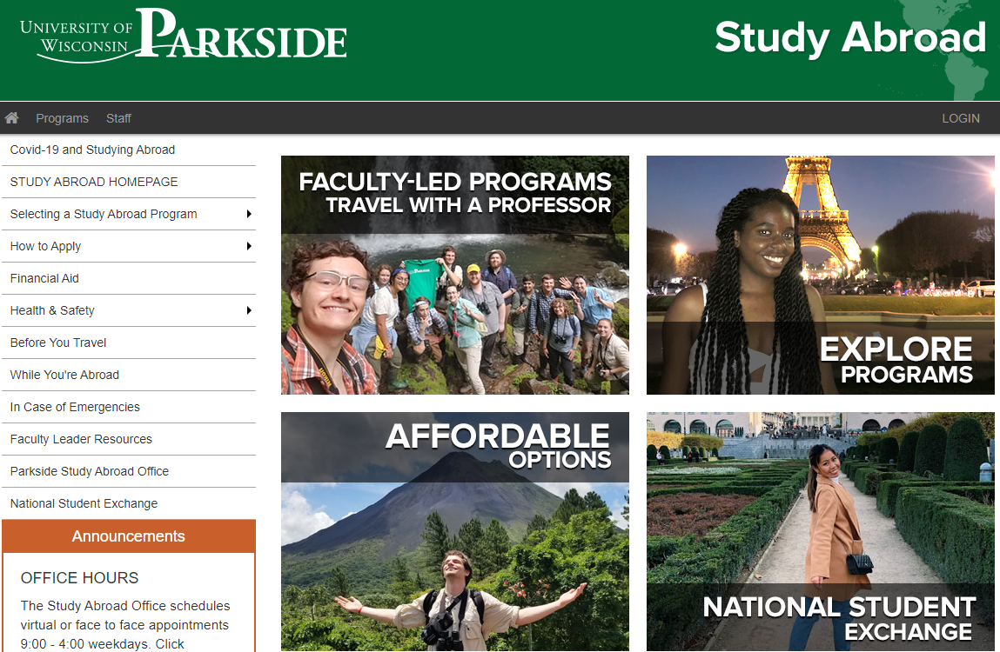 UNIVERSITY OF
WISCONSIN PARKSIDE
Study Abroad
Programs Staff LOGIN
Covid-19 and Studying Abroad
STUDY ABROAD HOMEPAGE
Selecting a Study Abroad Program
How to Apply
Financial Aid
Health & Safety
Before You Travel
While You're Abroad
In Case of Emergencies
Faculty Leader Resources
Parkside Study Abroad Office
National Student Exchange
Announcements
OFFICE HOURS
The Study Abroad Office schedules
virtual or face to face appointments
9:00 - 4:00 weekdays. Click
FACULTY-LED PROGRAMS
TRAVEL WITH A PROFESSOR
PARKSIDE
NIKON
EXPLORE
PROGRAMS
AFFORDABLE
OPTIONS
NATIONAL STUDENT
EXCHANGE